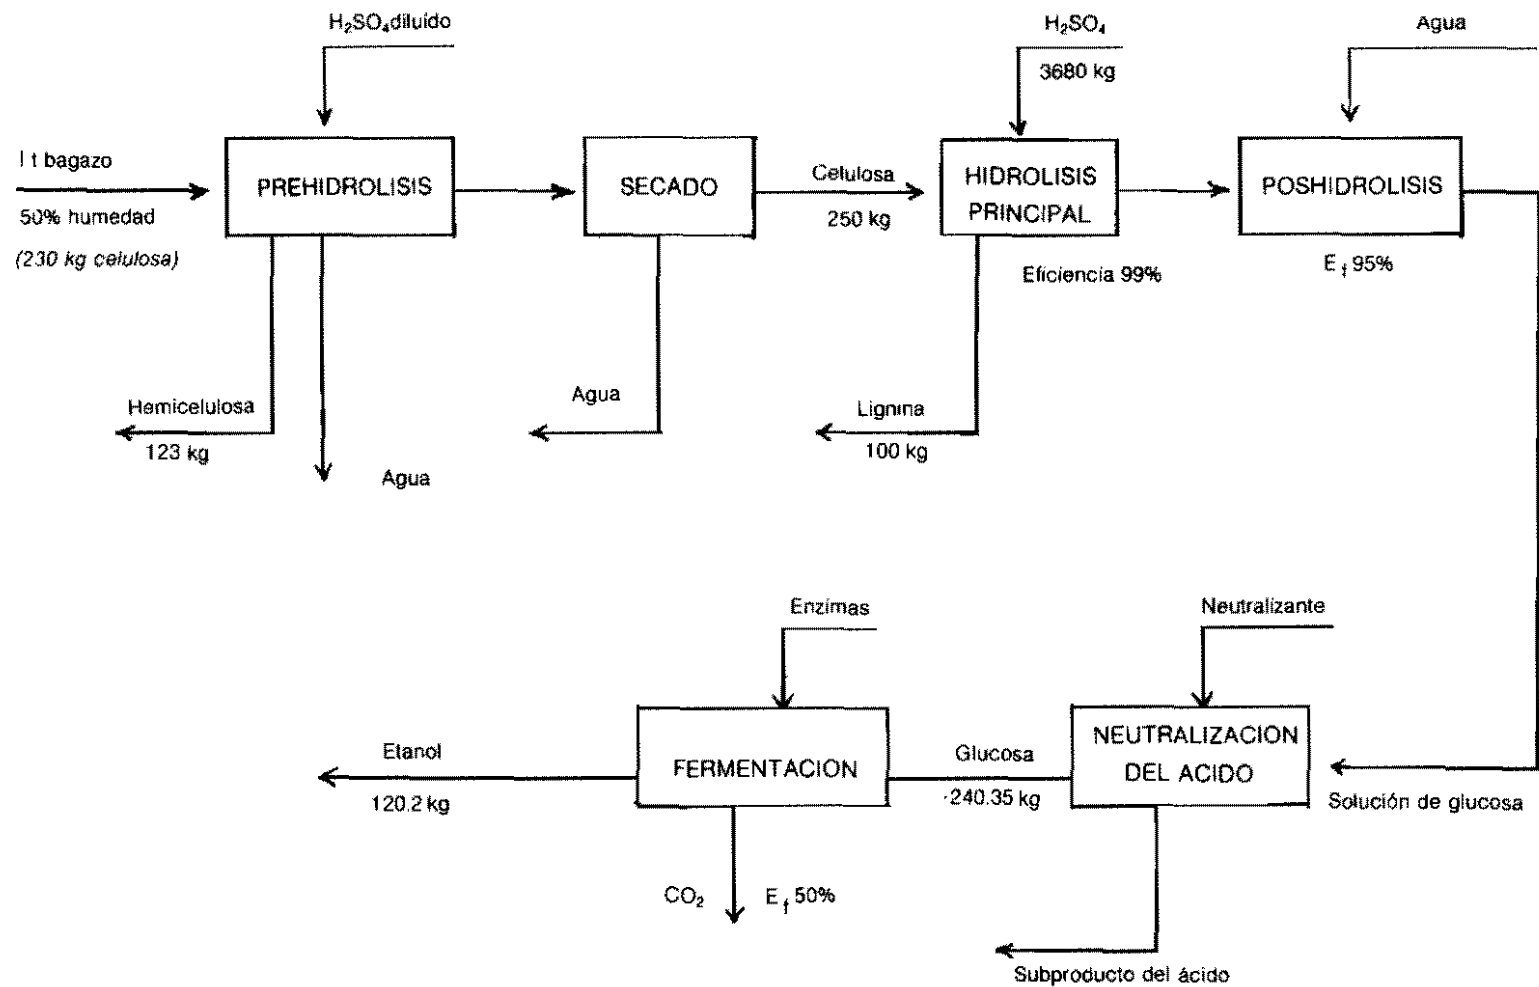 H₂SO₄diluído
H₂SO₄
3680 kg
Agua
1 t bagazo
50% humedad
(230 kg celulosa)
PREHIDROLISIS
SECADO
Celulosa
250 kg
HIDROLISIS
PRINCIPAL
Eficiencia 99%
POSHIDROLISIS
E f 95%
Hemicelulosa
123 kg
Agua
Agua
Lignina
100 kg
Enzimas
Neutralizante
Etanol
120.2 kg
FERMENTACION
Glucosa
-240.35 kg
NEUTRALIZACION
DEL ACIDO
Solución de glucosa
CO₂
E f 50%
Subproducto del ácido